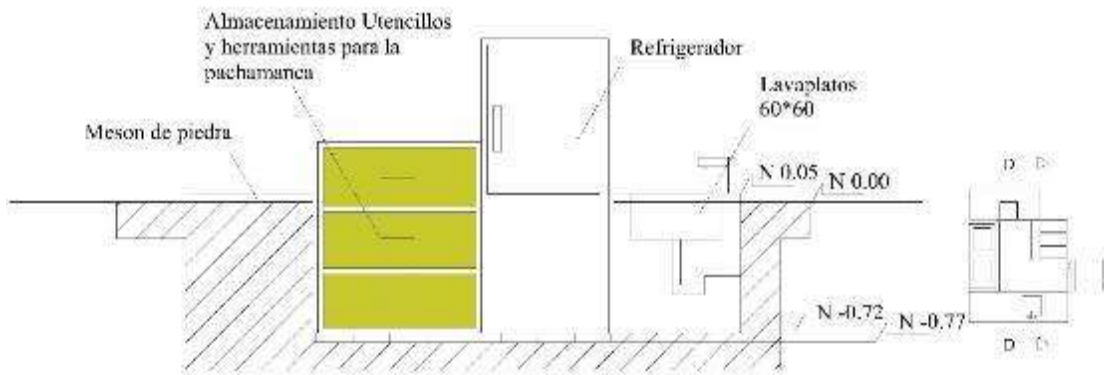 Almacenamiento Utencillos
y herramientas para la
pachamanca
Refrigerador
Lavaplatos
60*60
Meson de piedra
N 0.05
N 0.00
D D
N -0.72
N -0.77
D D